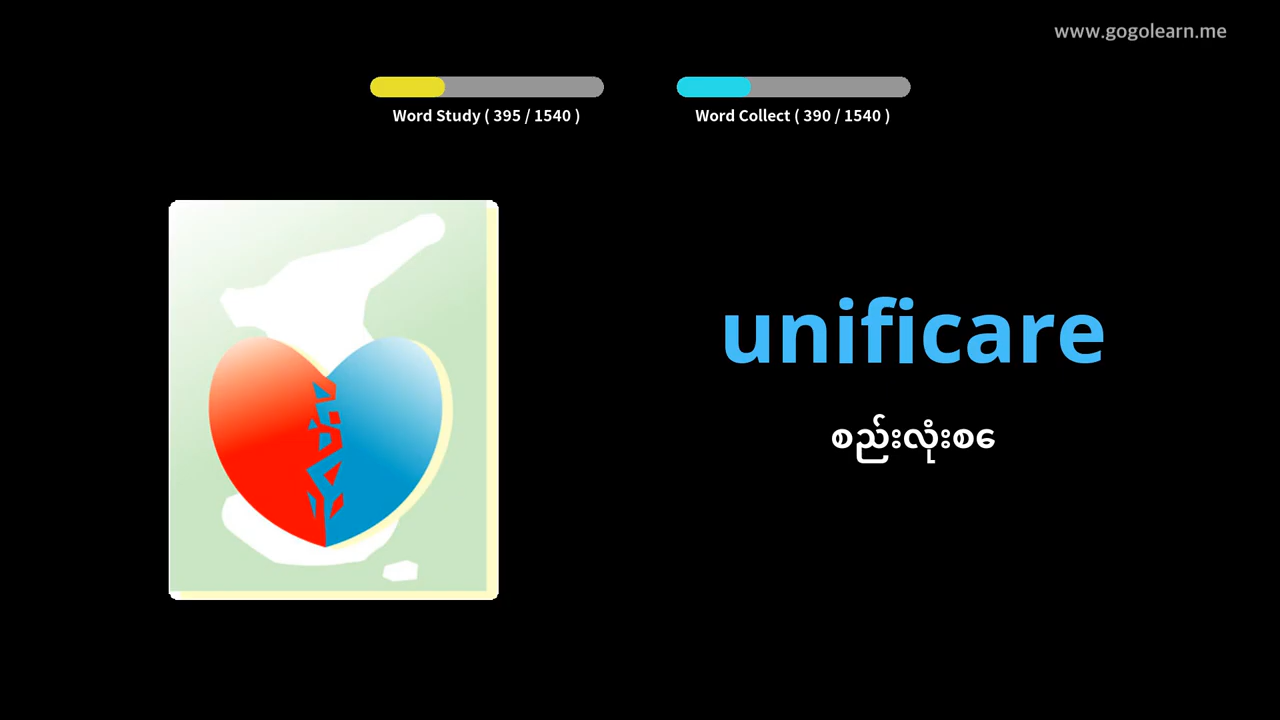 www.gogolearn.me
Word Study ( 395 / 1540 )
Word Collect ( 390 / 1540 )
unificare
စည်းလုံးစေ